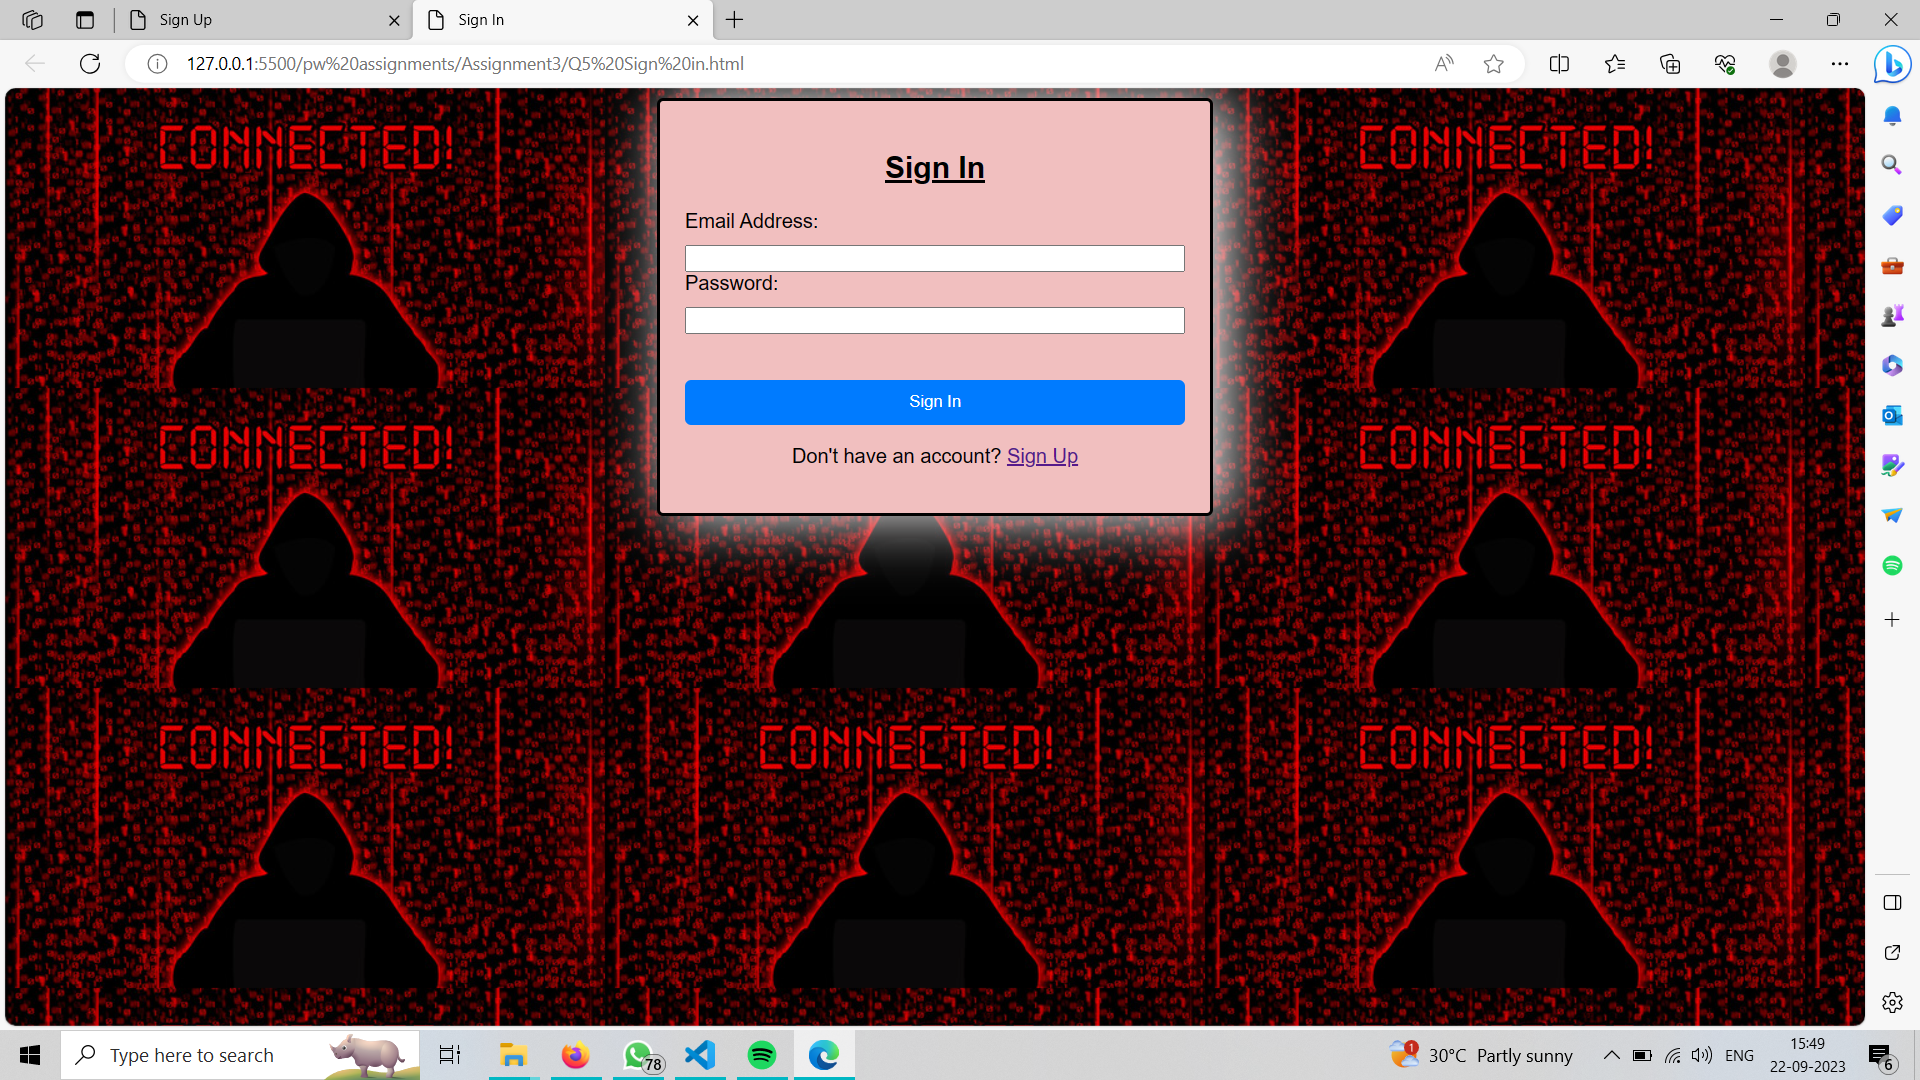 Sign Up
Sign In
127.0.0.1:5500/pw%20assignments/Assignment3/Q5%20Sign%20in.html
CONNECTED!
CONNECTED!
Sign In
Email Address:
Password:
Sign In
Don't have an account? Sign Up
CONNECTED!
CONNECTED!
CONNECTED!
CONNECTED!
CONNECTED!
Type here to search
78
1
30°C Partly sunny
ENG
15:49
22-09-2023
6